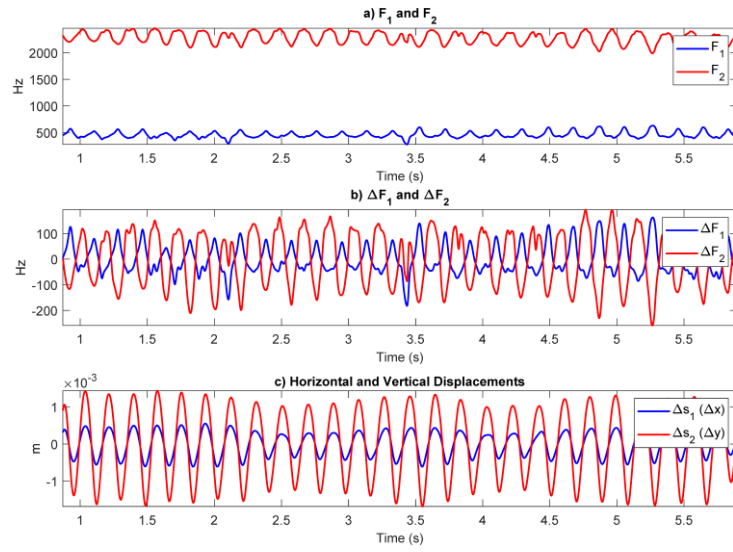 a) F1 and F2
2000
1500
1000
500
Hz
F1
F2
1 1.5 2 2.5 3 3.5 4 4.5 5 5.5
Time (s)
b) ΔF1 and ΔF2
100
0
-100
-200
Hz
ΔF1
ΔF2
1 1.5 2 2.5 3 3.5 4 4.5 5 5.5
Time (s)
×10-3
c) Horizontal and Vertical Displacements
1
0
-1
m
Δs1 (Δx)
Δs2 (Δy)
1 1.5 2 2.5 3 3.5 4 4.5 5 5.5
Time (s)